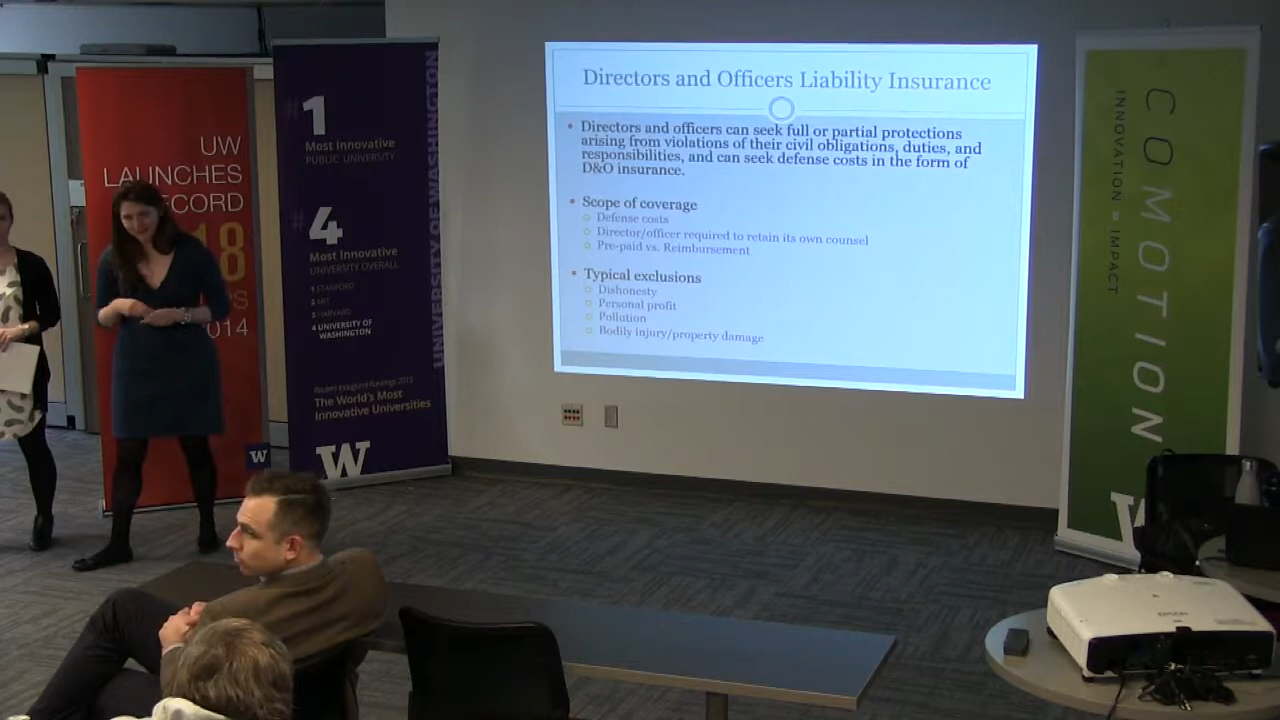 UW
LAUNCHES
18
2014
#1
Most Innovative
PUBLIC UNIVERSITY
#4
Most Innovative
UNIVERSITY OVERALL
1 STANFORD
2 MIT
3 HARVARD
4 UNIVERSITY OF
WASHINGTON
The World's Most
Innovative Universities
W
W
UNIVERSITY OF WASHINGTON
Directors and Officers Liability Insurance
Directors and officers can seek full or partial protections
arising from violations of their civil obligations, duties, and
responsibilities, and can seek defense costs in the form of
D&O insurance.
Scope of coverage
Defense costs
Director/officer required to retain its own counsel
Pre-paid vs. Reimbursement
Typical exclusions
Dishonesty
Personal profit
Pollution
Bodily injury/property damage
COMOTION
INNOVATION » IMPACT
W
EPSON